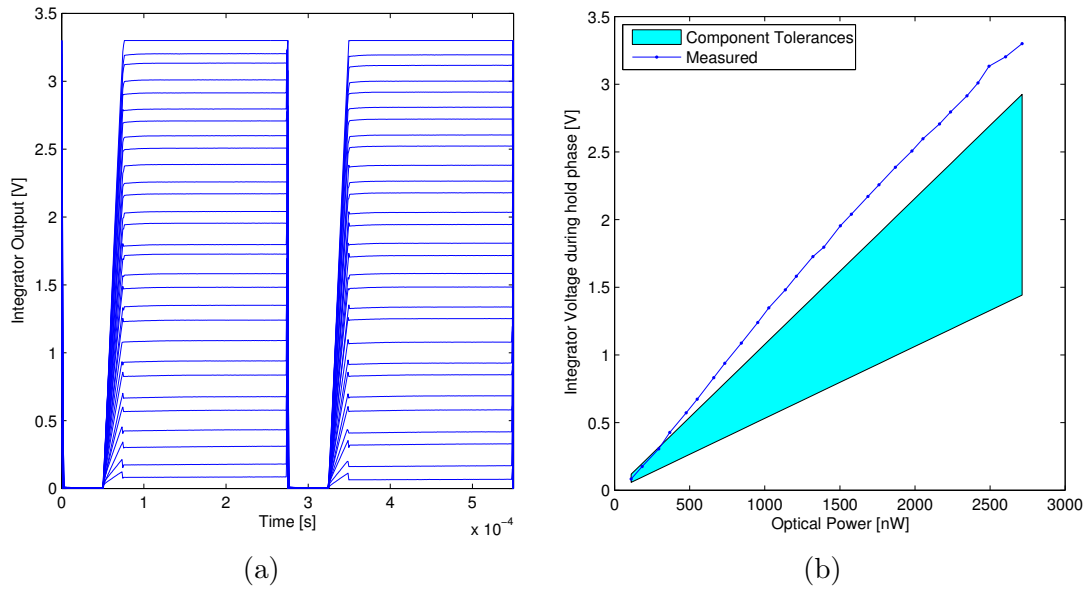 3.5
3
2.5
2
1.5
1
0.5
0
Integrator Output [V]
0 1 2 3 4 5
x 10⁻⁴
Time [s]
(a)
3.5
3
2.5
2
1.5
1
0.5
0
Integrator Voltage during hold phase [V]
Component Tolerances
Measured
0 500 1000 1500 2000 2500 3000
Optical Power [nW]
(b)